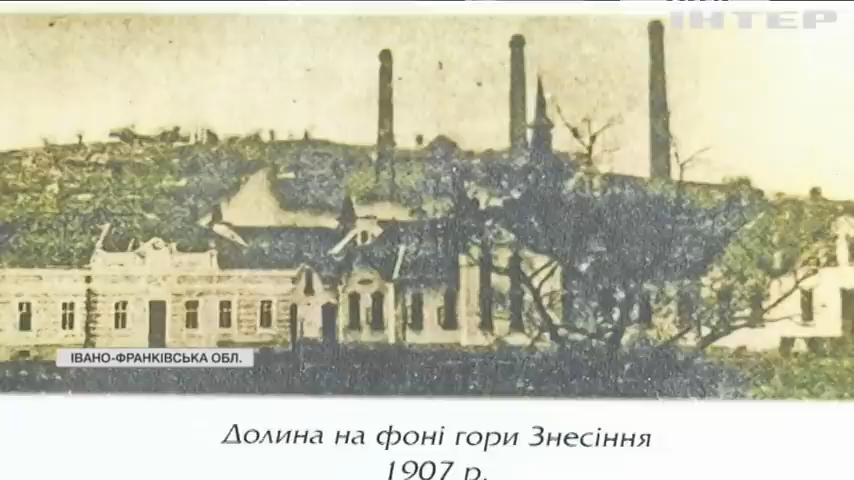 ІНТЕР
ІВАНО-ФРАНКІВСЬКА ОБЛ.
Долина на фоні гори Знесіння
1907 р.